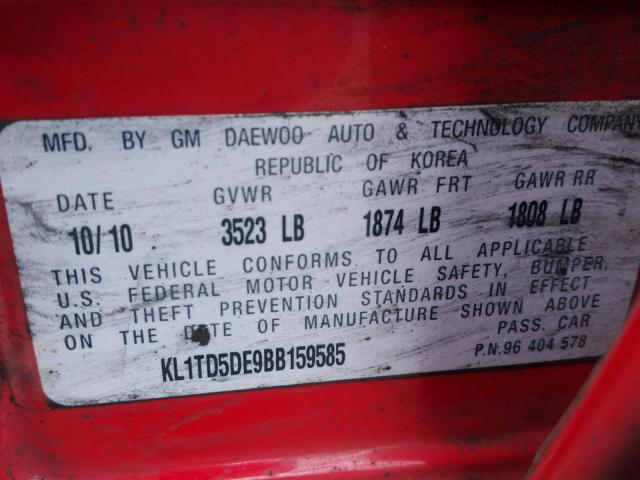 MFD. BY GM DAEWOO AUTO & TECHNOLOGY COMPANY
REPUBLIC OF KOREA
DATE GVWR GAWR FRT GAWR RR
10/10 3523 LB 1874 LB 1808 LB
THIS VEHICLE CONFORMS TO ALL APPLICABLE
U.S. FEDERAL MOTOR VEHICLE SAFETY, BUMPER,
AND THEFT PREVENTION STANDARDS IN EFFECT
ON THE DATE OF MANUFACTURE SHOWN ABOVE
PASS. CAR
KL1TD5DE9BB159585 P.N.96 404 578